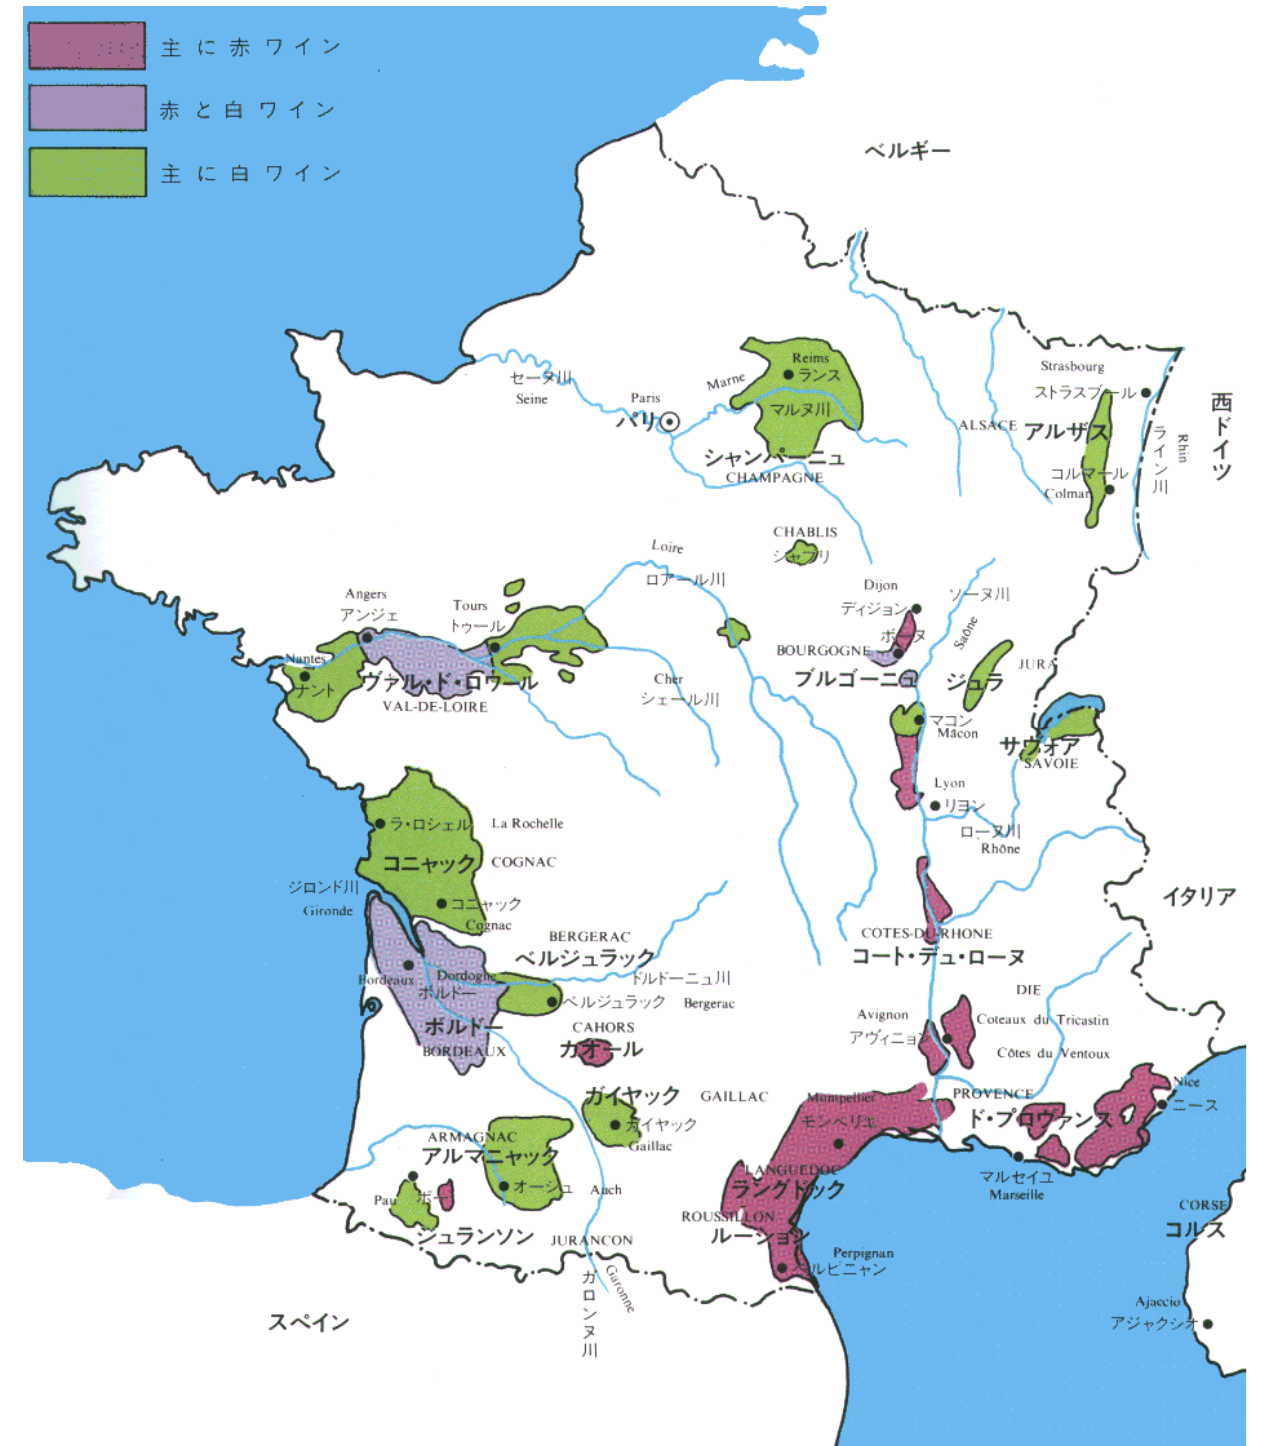 主に赤ワイン
赤と白ワイン
主に白ワイン
ベルギー
Reims
ランス
Marne
マルヌ川
シャンパーニュ
CHAMPAGNE
セーヌ川
Seine
Paris
パリ
Strasbourg
ストラスブール
ALSACE アルザス
コルマール
Colmar
ライン川
Rhin
西ドイツ
CHABLIS
シャブリ
Loire
ロアール川
Angers
アンジェ
Tours
トゥール
Nantes
ナント
ヴァル・ド・ロワール
VAL-DE-LOIRE
Cher
シェール川
Dijon
ディジョン
ボーヌ
BOURGOGNE
ブルゴーニュ
ソーヌ川
Saône
JURA
ジュラ
マコン
Mâcon
サヴォア
SAVOIE
Lyon
リヨン
ローヌ川
Rhône
ラ・ロシェル La Rochelle
コニャック COGNAC
コニャック
Cognac
ジロンド川
Gironde
BERGERAC
ベルジュラック
Dordogne
ドルドーニュ川
ベルジュラック Bergerac
Bordeaux
ボルドー
ボルドー
BORDEAUX
CAHORS
カオール
COTES-DU-RHONE
コート・デュ・ローヌ
イタリア
DIE
Coteaux du Tricastin
Côtes du Ventoux
Avignon
アヴィニョン
ガイヤック GAILLAC
ガイヤック
Gaillac
ARMAGNAC
アルマニャック
オーシュ Auch
Pau
ポー
ジュランソン JURANCON
Garonne
ガロンヌ川
Montpellier
モンペリエ
LANGUEDOC
ラングドック
ROUSSILLON
ルーション
Perpignan
ペルピニャン
PROVENCE
ド・プロヴァンス
Nice
ニース
マルセイユ
Marseille
CORSE
コルス
Ajaccio
アジャクシオ
スペイン